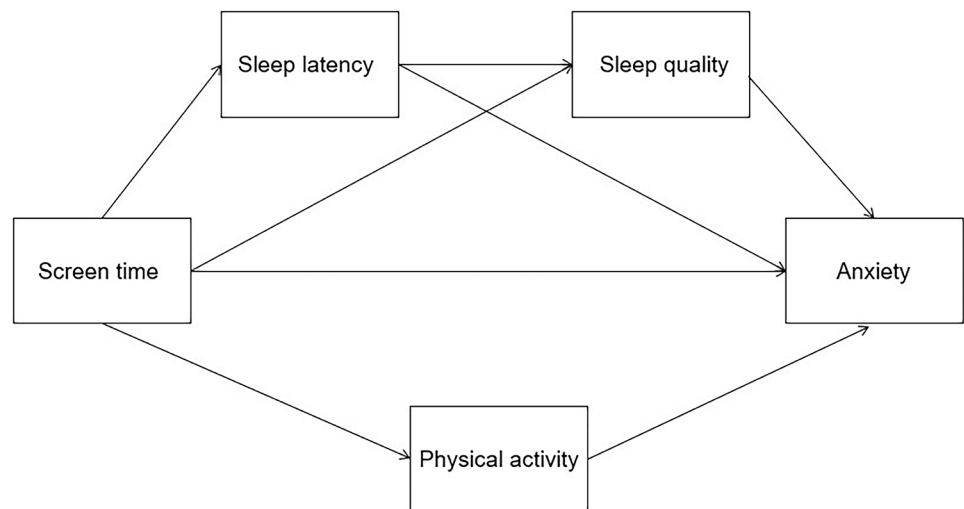 Sleep latency
Sleep quality
Screen time
Anxiety
Physical activity